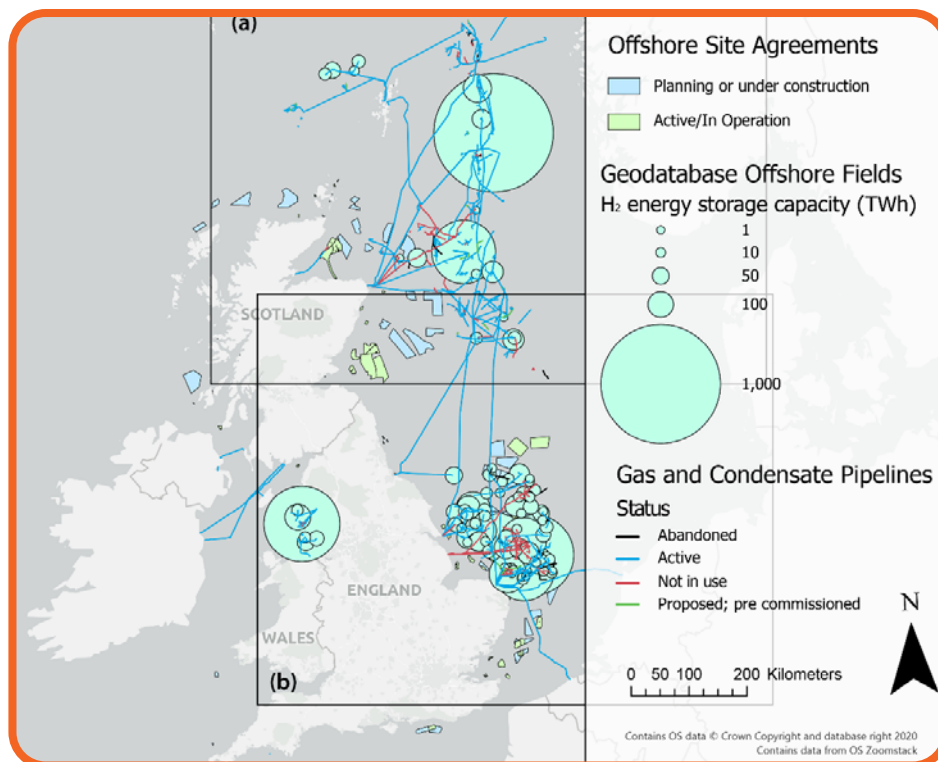 (a)
SCOTLAND
ENGLAND
WALES
(b)
Offshore Site Agreements
Planning or under construction
Active/In Operation
Geodatabase Offshore Fields
H₂ energy storage capacity (TWh)
1
10
50
100
1,000
Gas and Condensate Pipelines
Status
Abandoned
Active
Not in use
Proposed; pre commissioned
N
0 50 100 200 Kilometers
Contains OS data © Crown Copyright and database right 2020
Contains data from OS Zoomstack